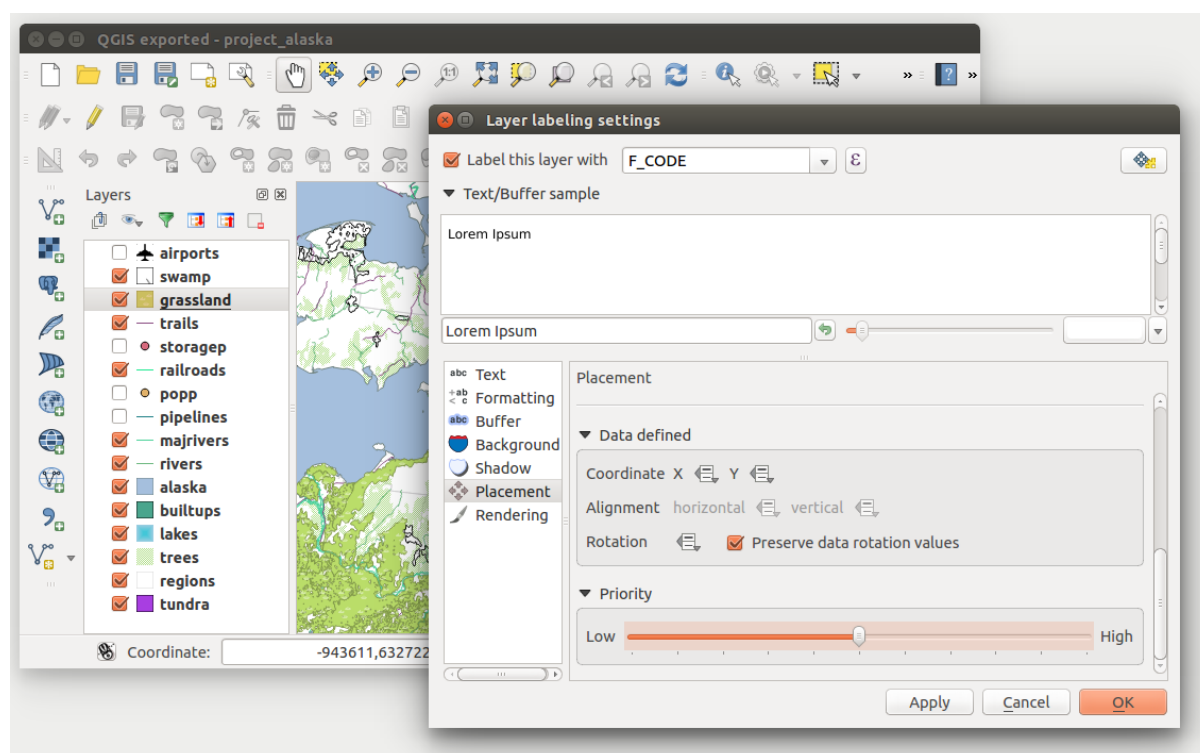 QGIS exported - project_alaska
1:1
»
?
»
Layer labeling settings
Label this layer with F_CODE ε
Text/Buffer sample
Lorem Ipsum
Lorem Ipsum
Layers
airports
swamp
grassland
trails
storagep
railroads
popp
pipelines
majrivers
rivers
alaska
builtups
lakes
trees
regions
tundra
Coordinate: -943611,632722
abc Text
+ab < c Formatting
abc Buffer
Background
Shadow
Placement
Rendering
Placement
Data defined
Coordinate X Y
Alignment horizontal vertical
Rotation Preserve data rotation values
Priority
Low High
Apply Cancel OK